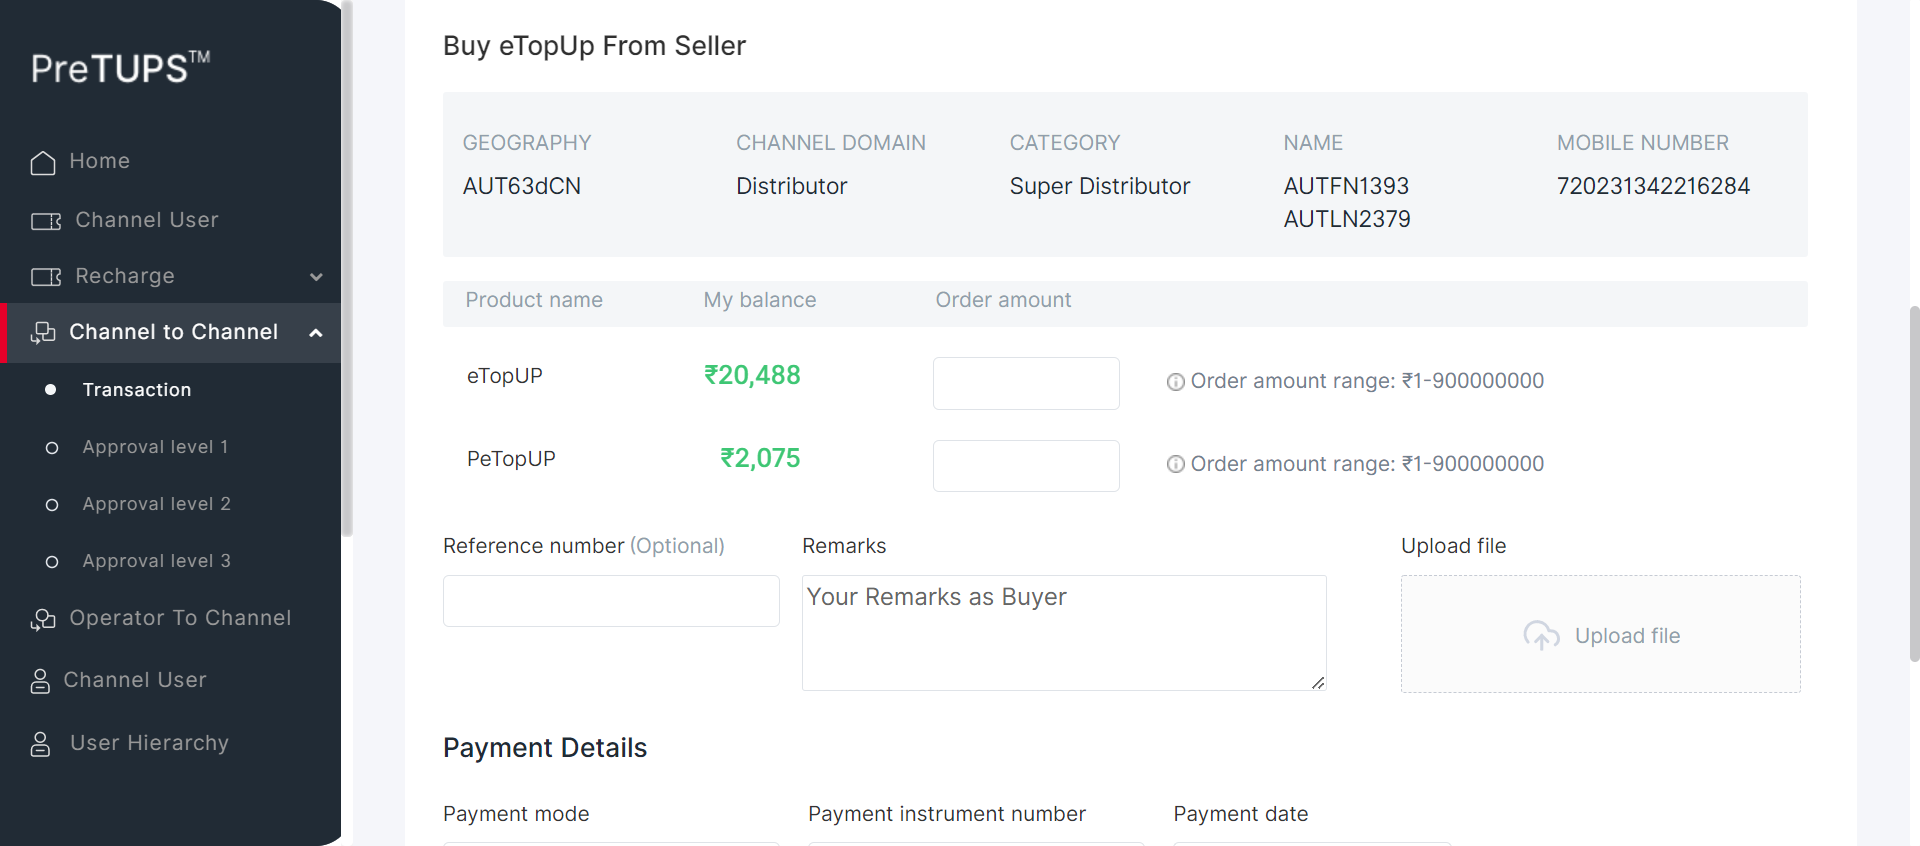 PreTUPS™
Home
Channel User
Recharge
Channel to Channel
Transaction
Approval level 1
Approval level 2
Approval level 3
Operator To Channel
Channel User
User Hierarchy
Buy eTopUp From Seller
GEOGRAPHY CHANNEL DOMAIN CATEGORY NAME MOBILE NUMBER
AUT63dCN Distributor Super Distributor AUTFN1393 720231342216284
AUTLN2379
Product name My balance Order amount
eTopUP ₹20,488 Order amount range: ₹1-900000000
PeTopUP ₹2,075 Order amount range: ₹1-900000000
Reference number (Optional) Remarks Upload file
Your Remarks as Buyer
Upload file
Payment Details
Payment mode Payment instrument number Payment date